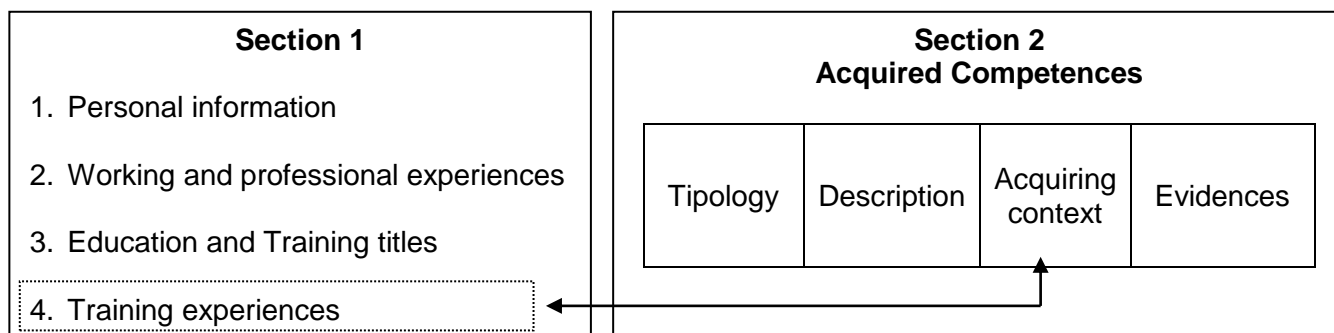 Section 1
1. Personal information
2. Working and professional experiences
3. Education and Training titles
4. Training experiences
Section 2
Acquired Competences
Tipology
Description
Acquiring
context
Evidences